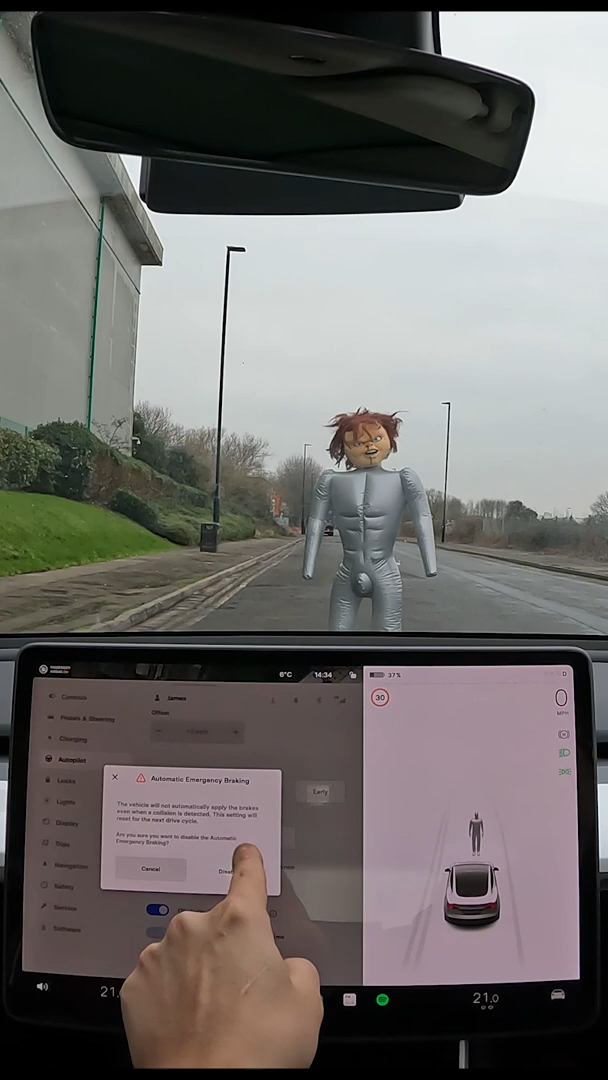 PASSENGER
AIRBAG
6°C
14:34
37%
D
Controls
James
30
0
MPH
Pedals & Steering
Offset
Charging
Autopilot
Automatic Emergency Braking
Locks
Early
Lights
The vehicle will not automatically apply the brakes
even when a collision is detected. This setting will
reset for the next drive cycle.
Display
Are you sure you want to disable the Automatic
Emergency Braking?
Trips
Navigation
Cancel
Safety
Service
Software
21.
21.0